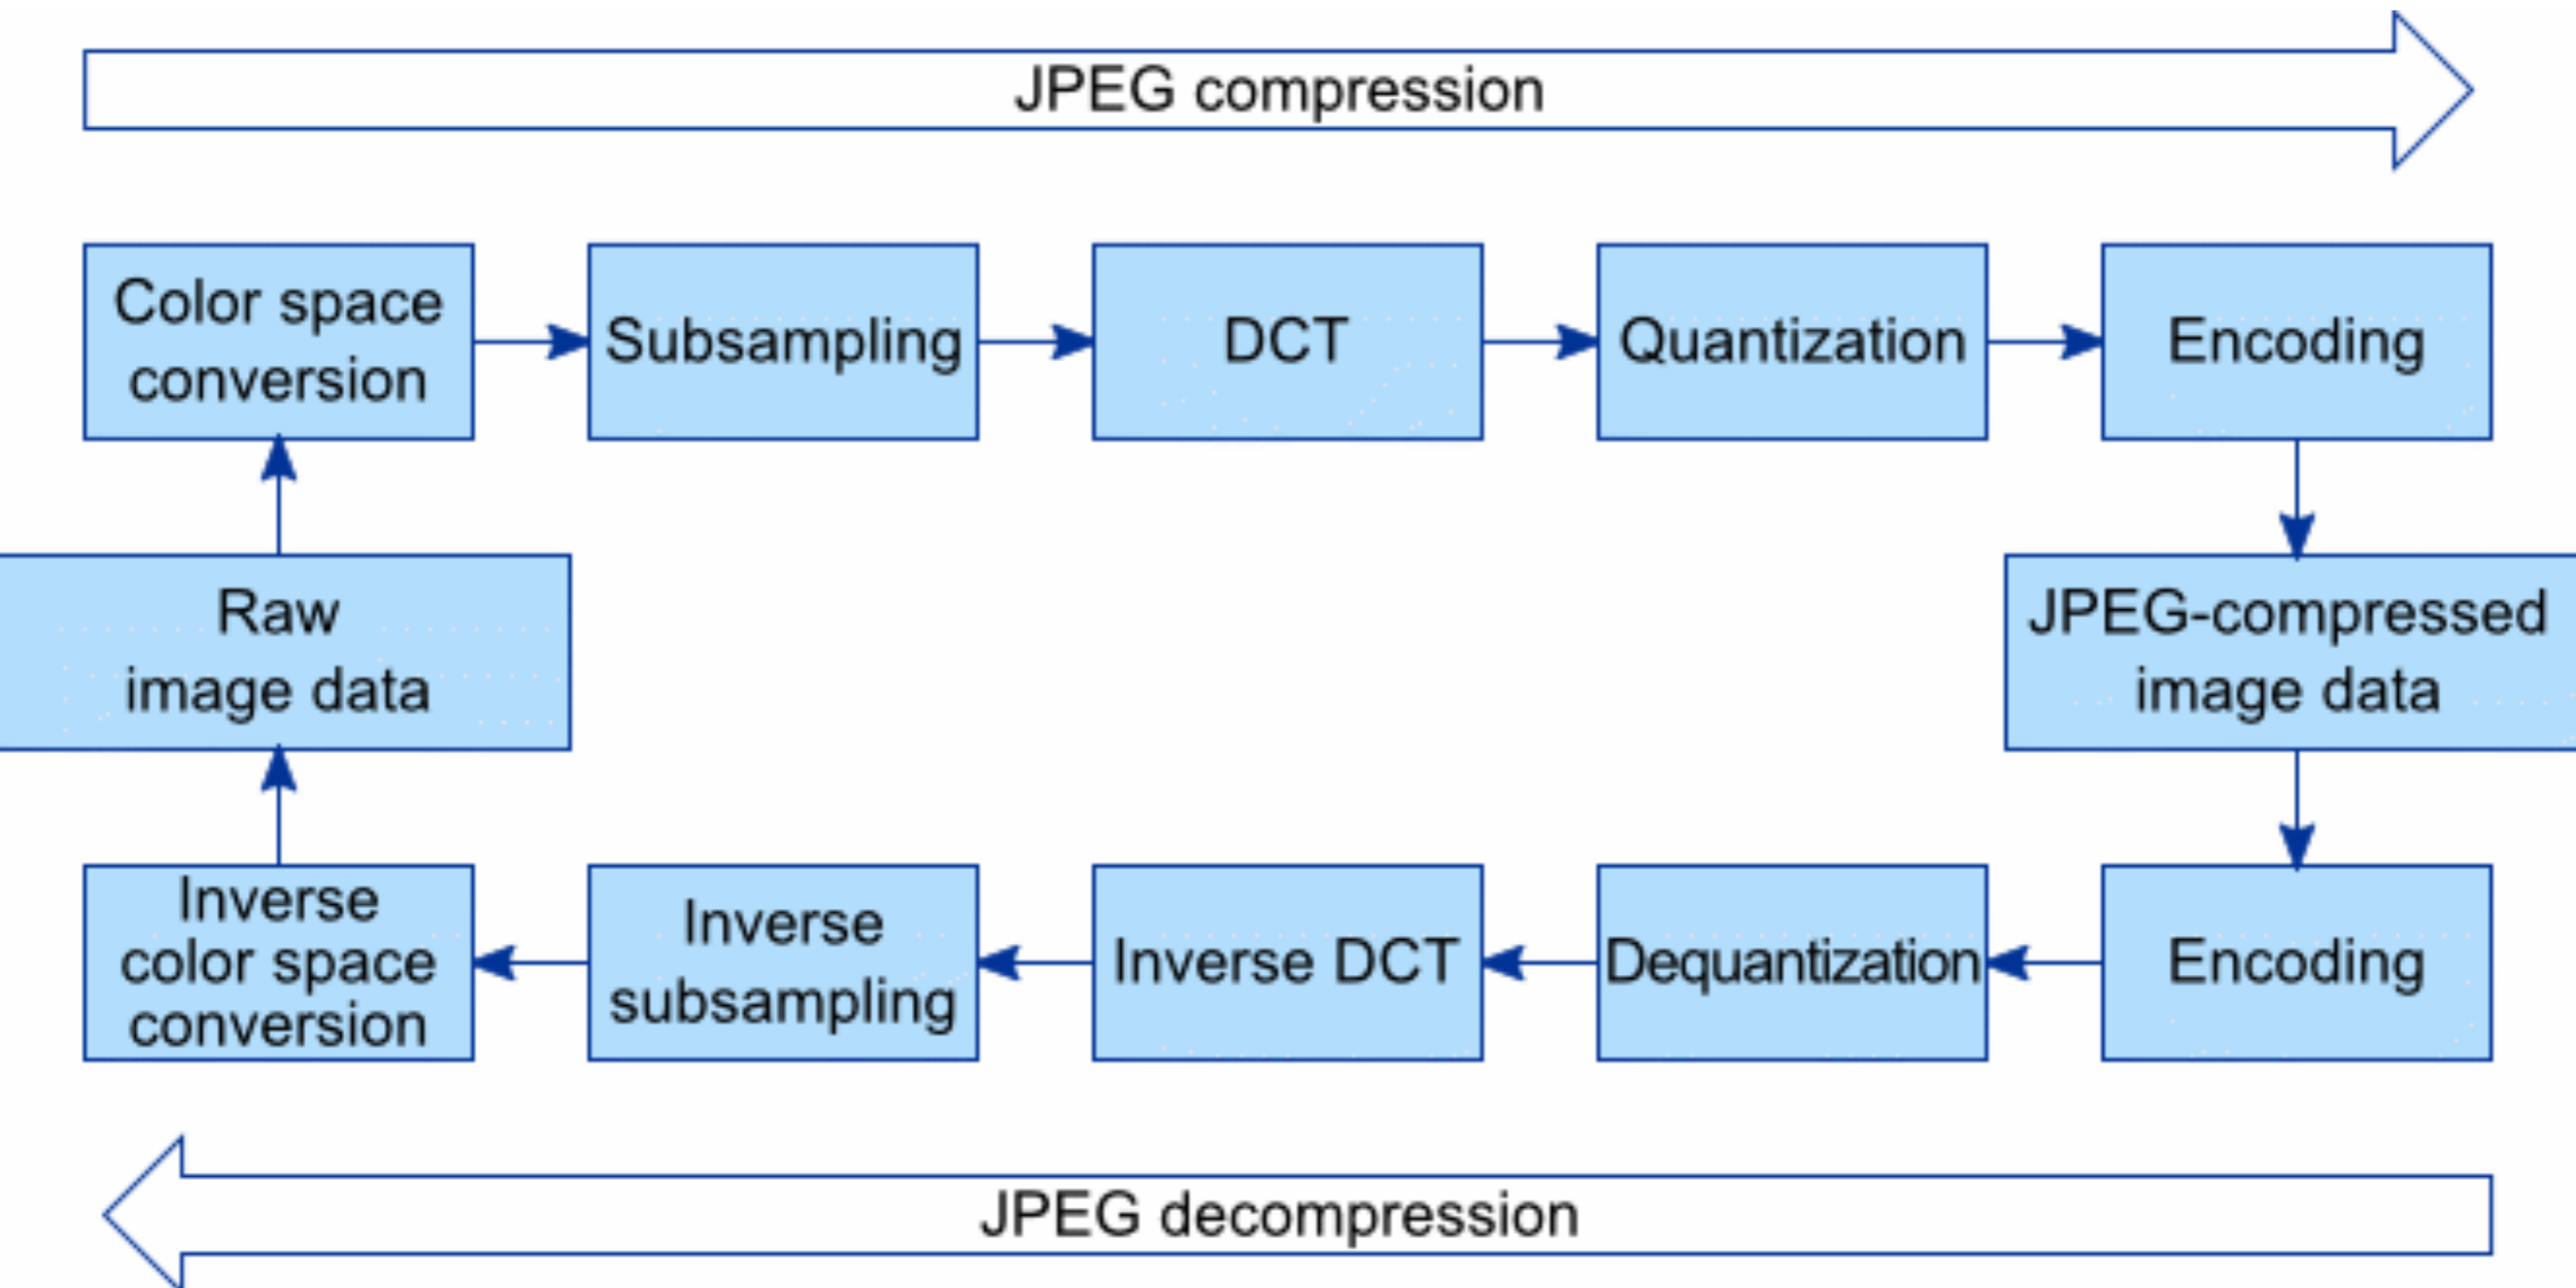 JPEG compression
Color space
conversion
Subsampling
DCT
Quantization
Encoding
Raw
image data
JPEG-compressed
image data
Inverse
color space
conversion
Inverse
subsampling
Inverse DCT
Dequantization
Encoding
JPEG decompression